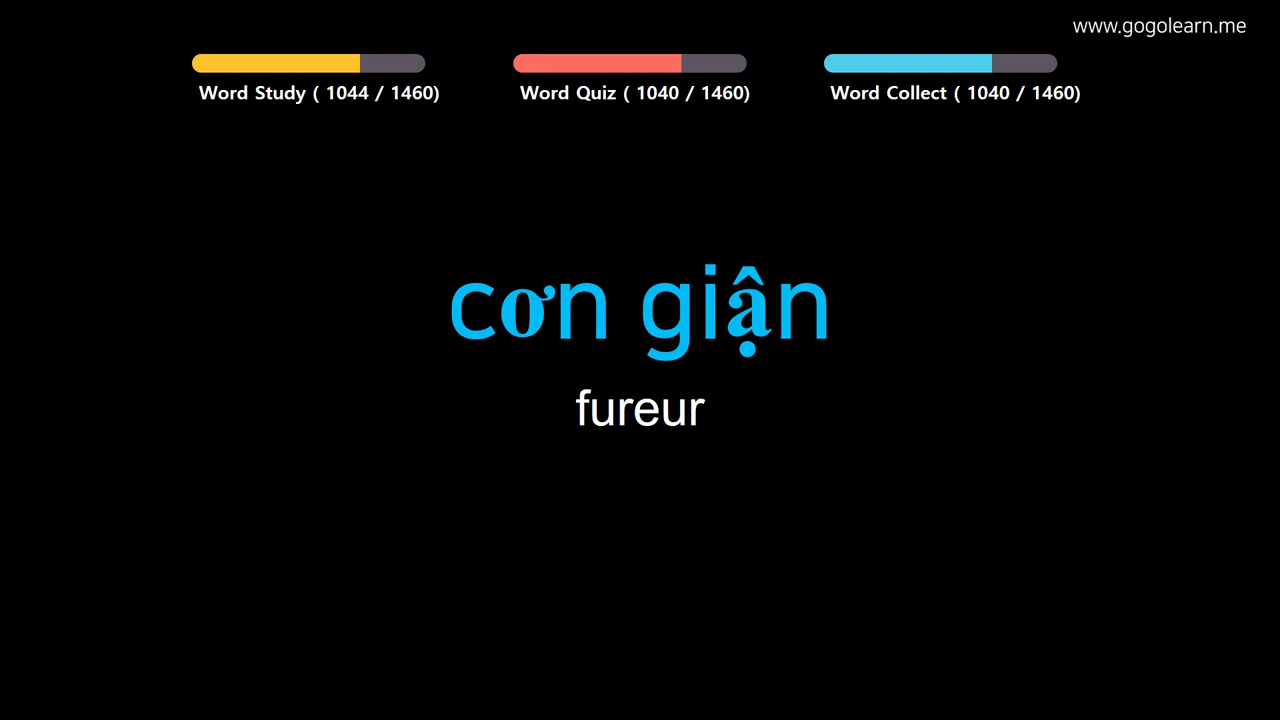 www.gogolearn.me
Word Study ( 1044 / 1460)
Word Quiz ( 1040 / 1460)
Word Collect ( 1040 / 1460)
cơn giận
fureur